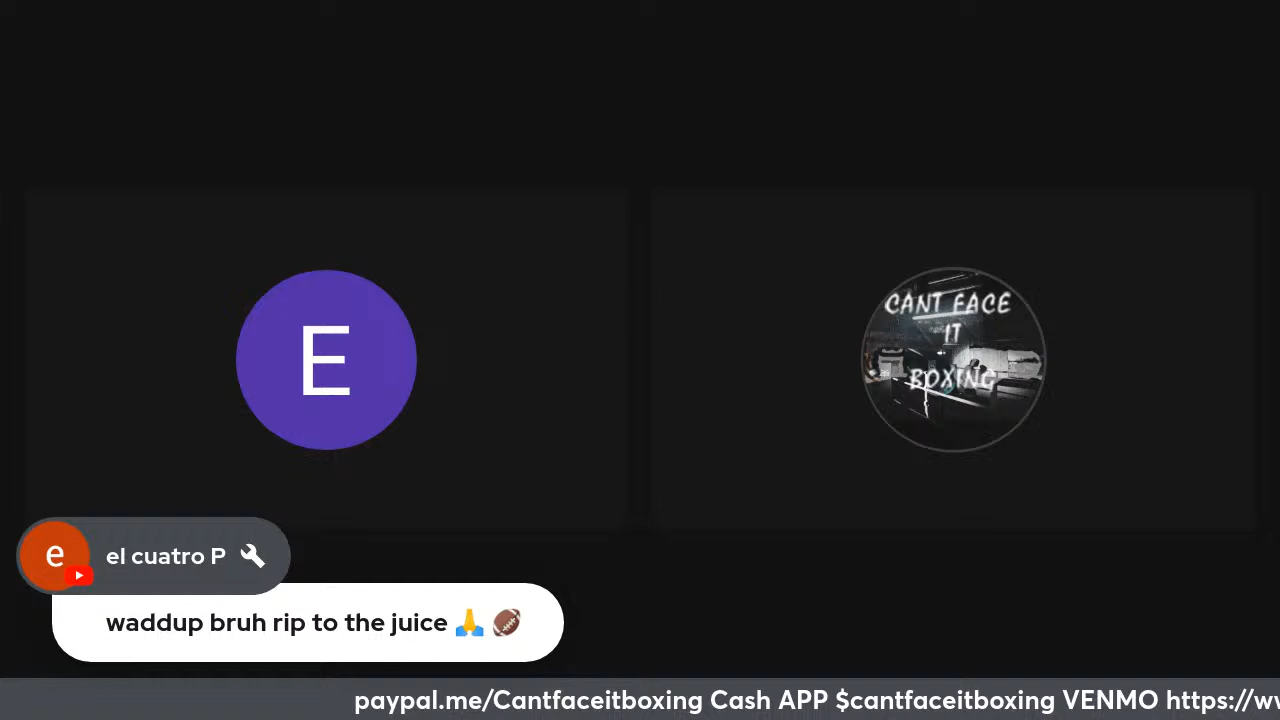 E
CANT FACE
IT
BOXING
e
el cuatro P
waddup bruh rip to the juice 🙏 🏈
paypal.me/Cantfaceitboxing Cash APP $cantfaceitboxing VENMO https://w